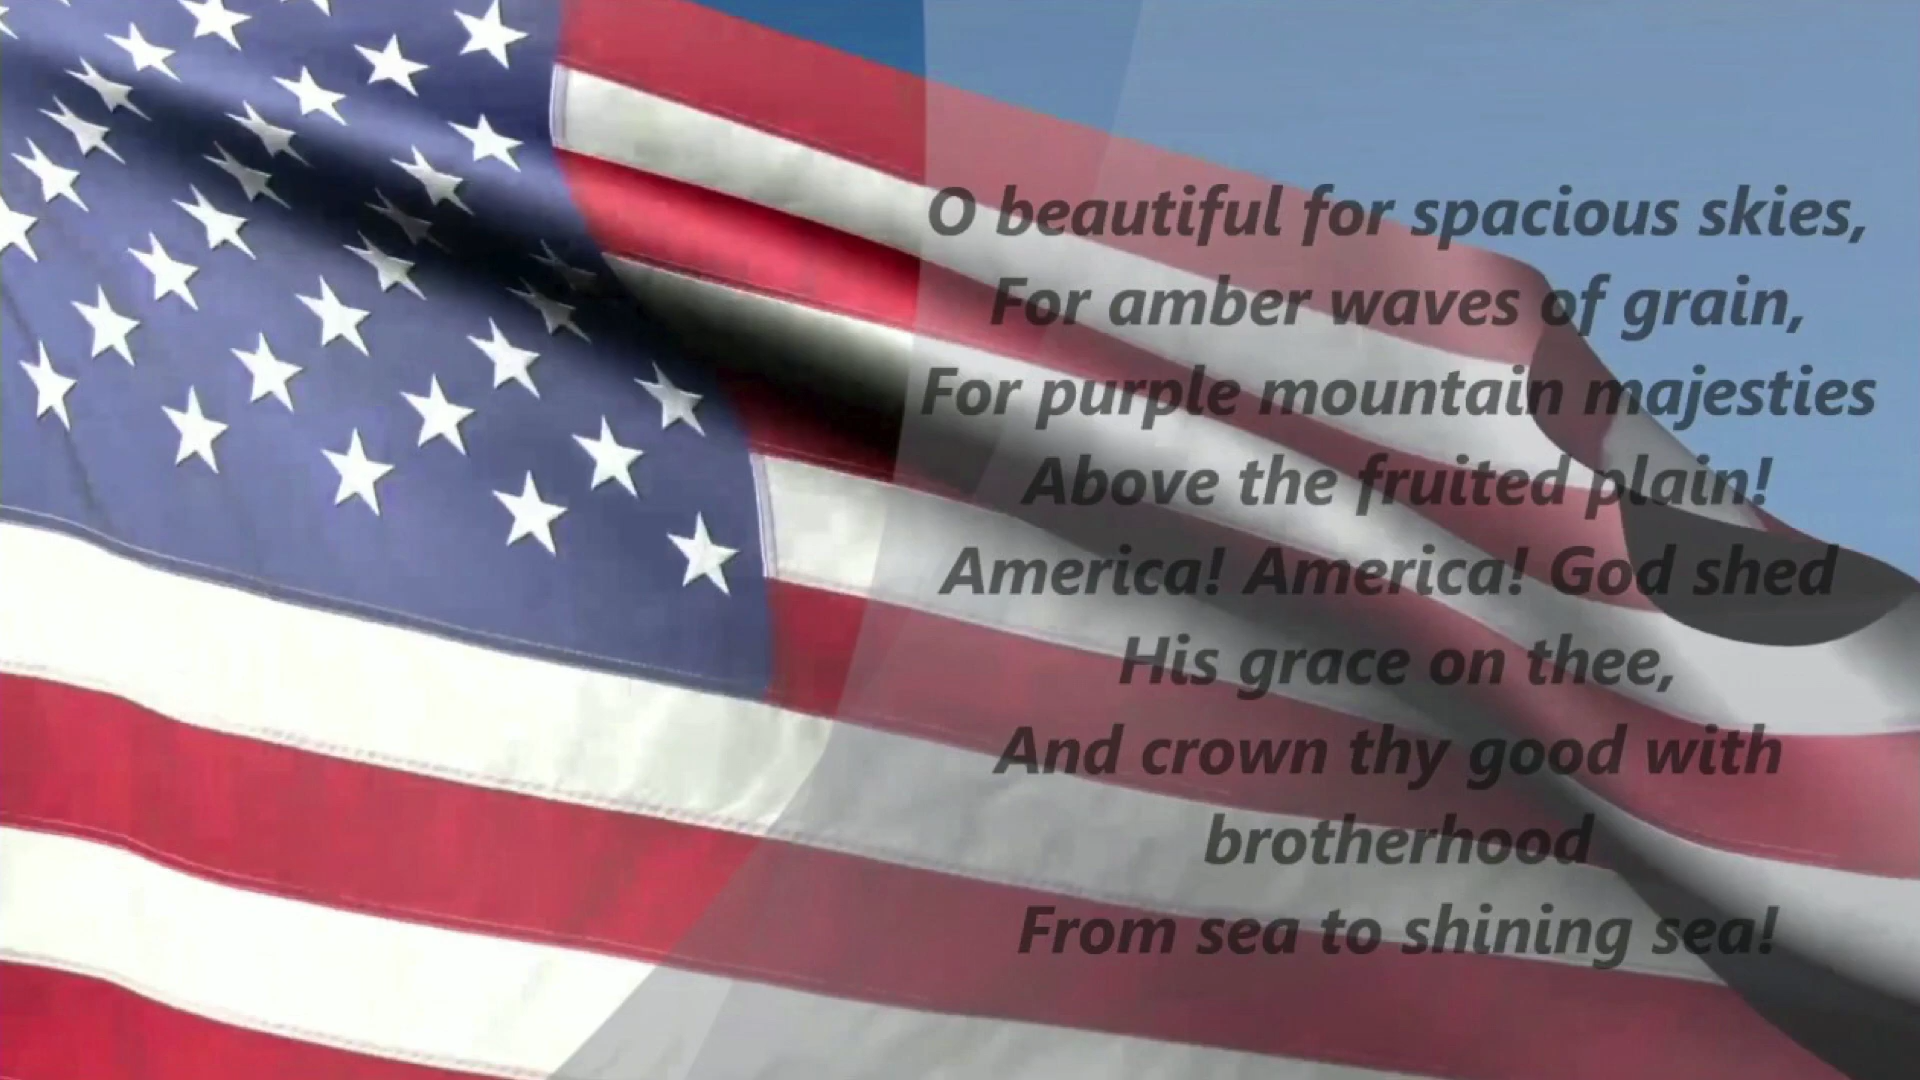 O beautiful for spacious skies,
For amber waves of grain,
For purple mountain majesties
Above the fruited plain!
America! America! God shed
His grace on thee,
And crown thy good with
brotherhood
From sea to shining sea!